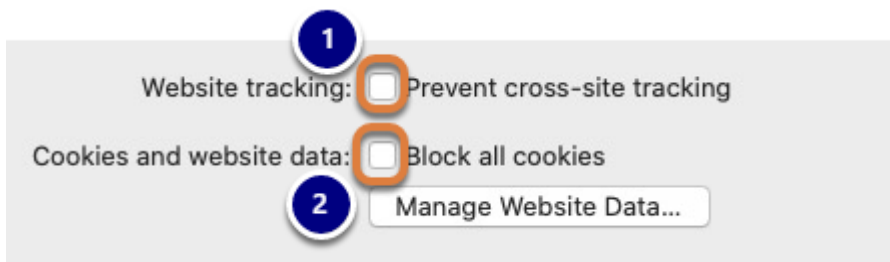 1
Website tracking: Prevent cross-site tracking
Cookies and website data: Block all cookies
2
Manage Website Data...